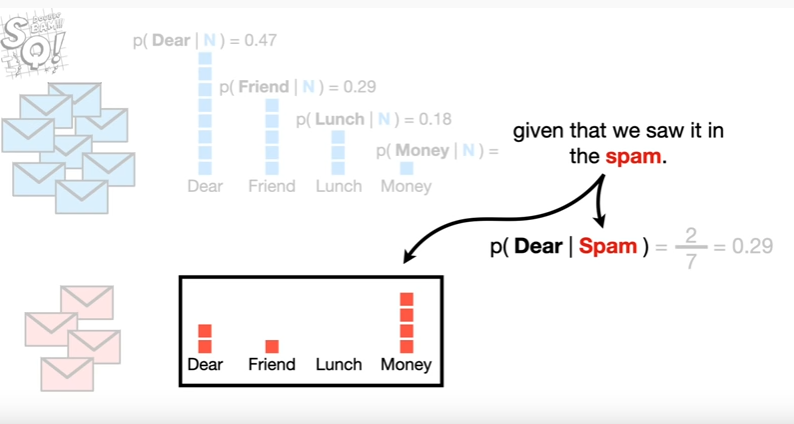 p( Dear | N ) = 0.47
p( Friend | N ) = 0.29
p( Lunch | N ) = 0.18
p( Money | N ) =
Dear Friend Lunch Money
given that we saw it in
the spam.
p( Dear | Spam ) = 2/7 = 0.29
Dear Friend Lunch Money